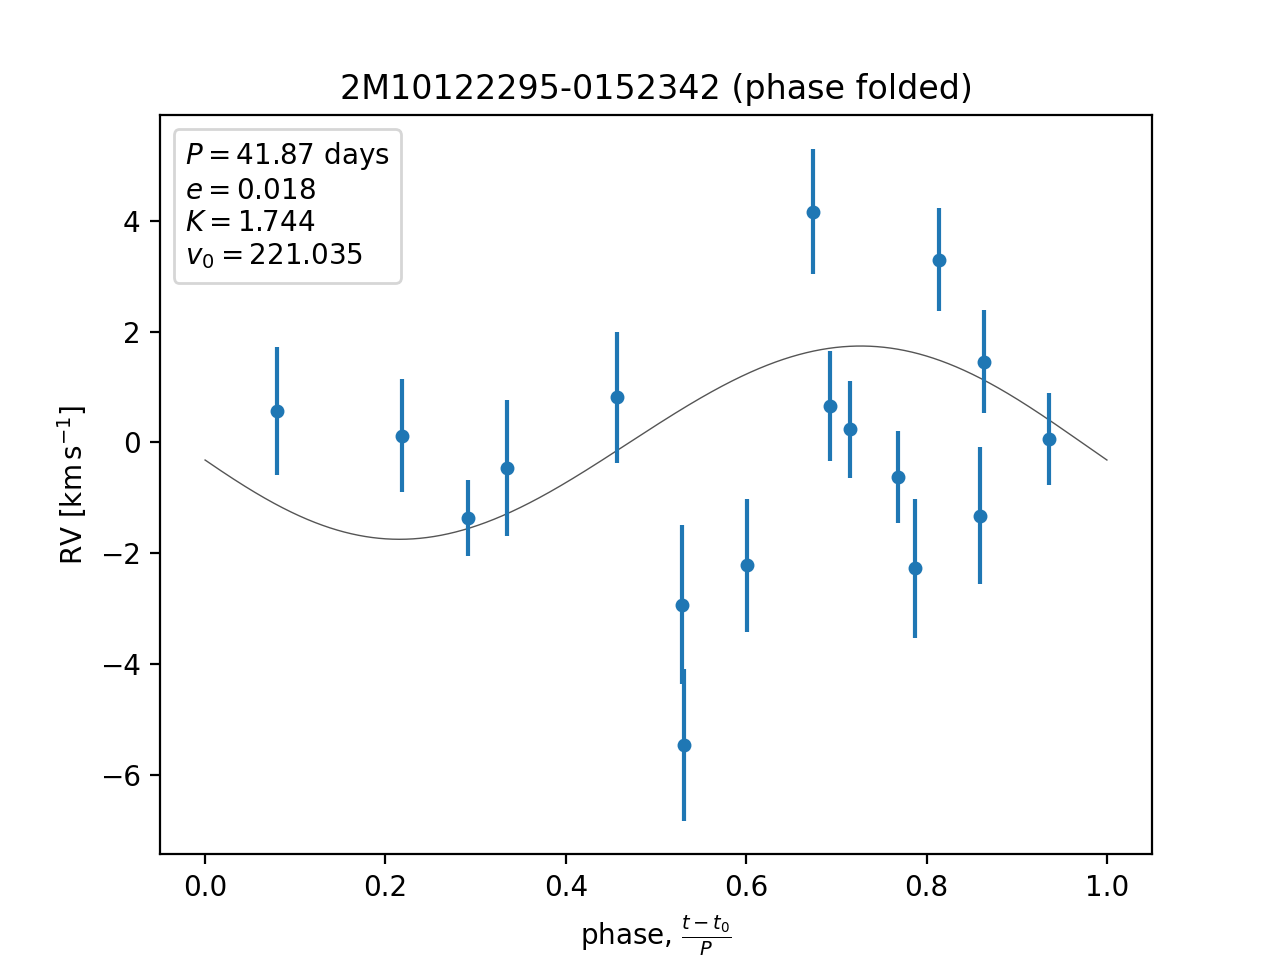 2M10122295-0152342 (phase folded)
P = 41.87 days
e = 0.018
K = 1.744
v₀ = 221.035
4
2
0
−2
−4
−6
RV [km s⁻¹]
0.0 0.2 0.4 0.6 0.8 1.0
phase, (t − t₀)/P